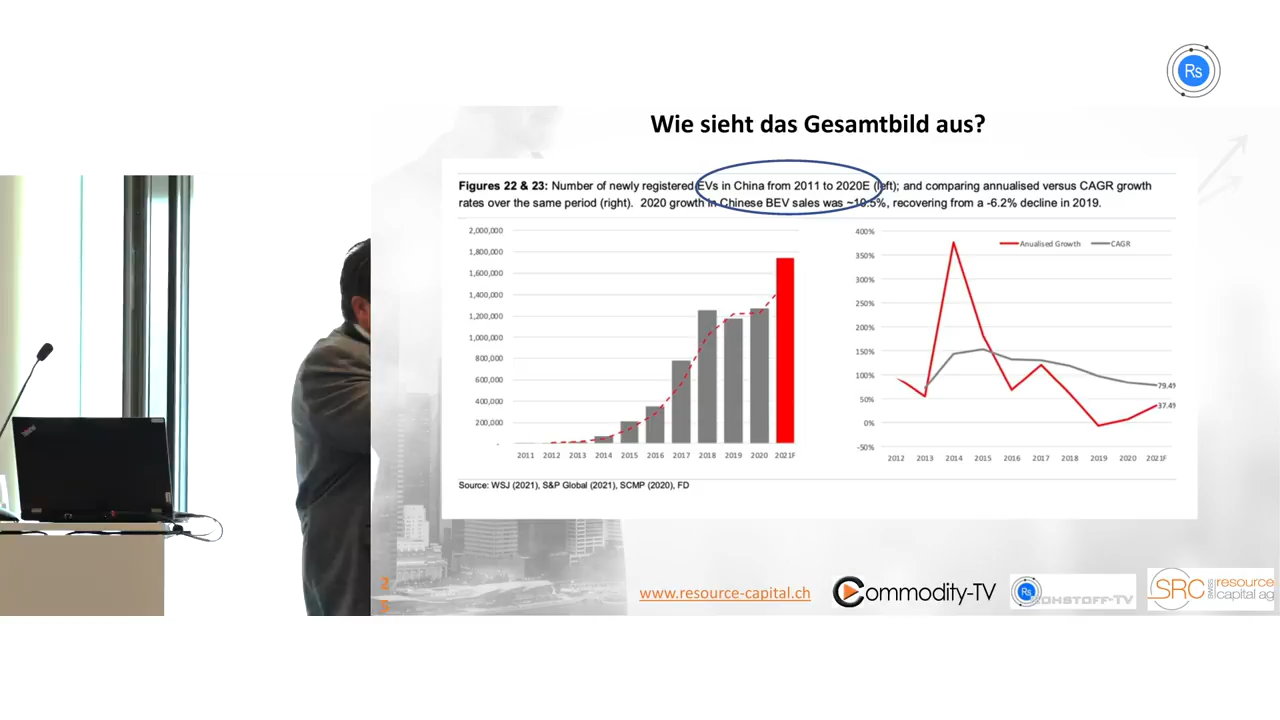 Rs
Wie sieht das Gesamtbild aus?
Figures 22 & 23: Number of newly registered EVs in China from 2011 to 2020E (left); and comparing annualised versus CAGR growth
rates over the same period (right). 2020 growth in Chinese BEV sales was ~10.5%, recovering from a -6.2% decline in 2019.
2,000,000
1,800,000
1,600,000
1,400,000
1,200,000
1,000,000
800,000
600,000
400,000
200,000
-
2011 2012 2013 2014 2015 2016 2017 2018 2019 2020 2021F
400%
350%
300%
250%
200%
150%
100%
50%
0%
-50%
Anualised Growth CAGR
79.49
37.49
2012 2013 2014 2015 2016 2017 2018 2019 2020 2021F
Source: WSJ (2021), S&P Global (2021), SCMP (2020), FD
www.resource-capital.ch
Commodity-TV
Rs ROHSTOFF-TV
SRC swiss resource
capital ag